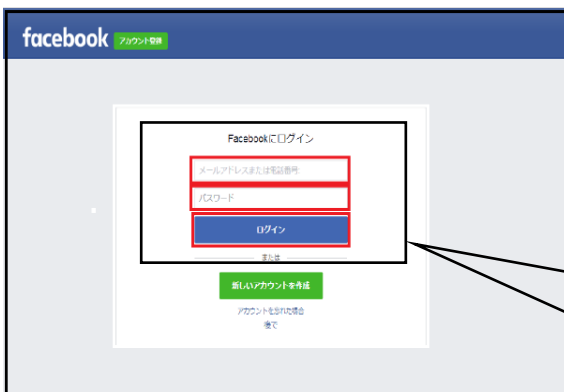 facebook アカウント登録
Facebookにログイン
メールアドレスまたは電話番号
パスワード
ログイン
または
新しいアカウントを作成
アカウントを忘れた場合
後で